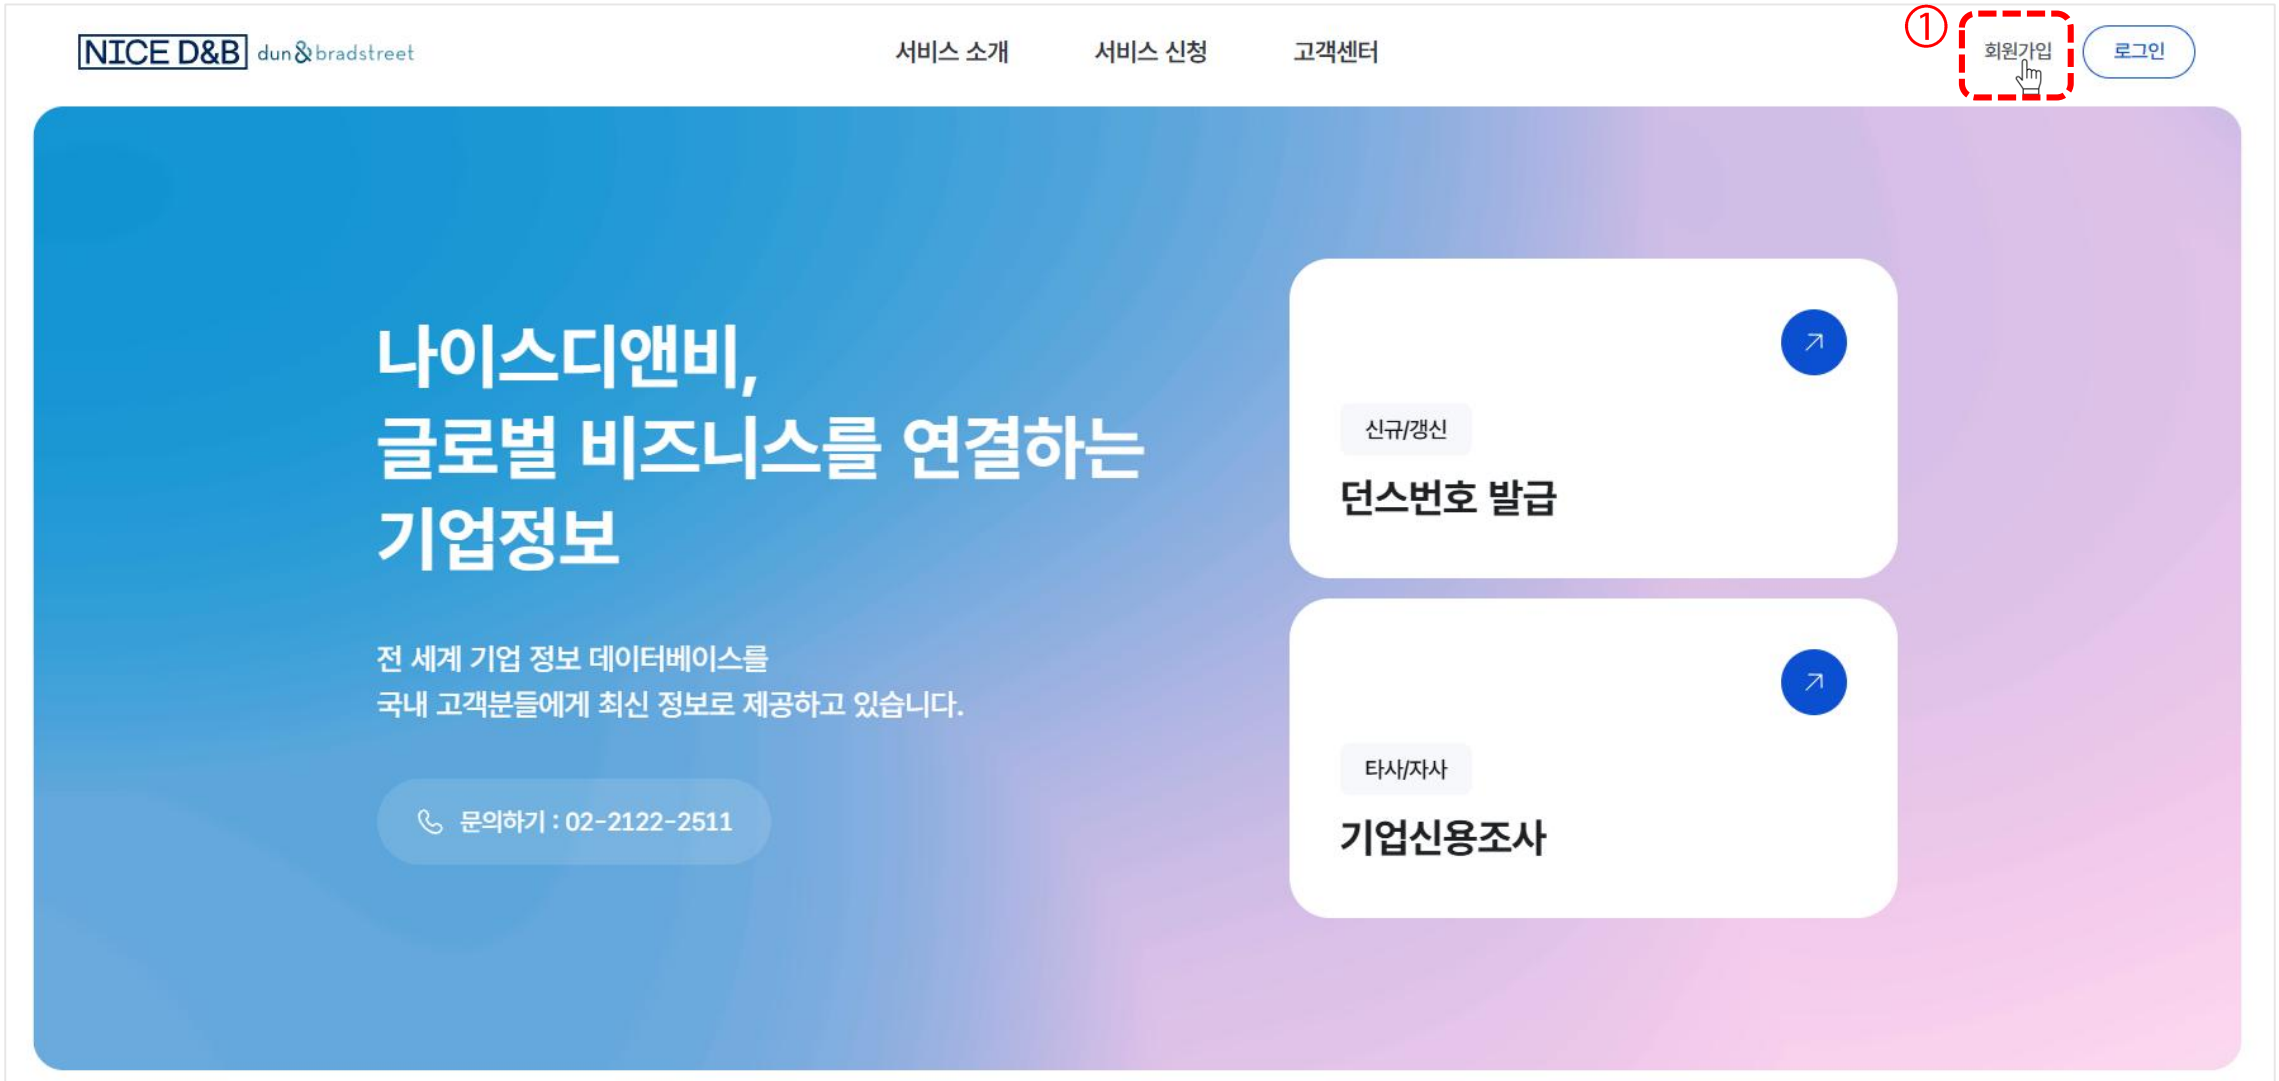 NICE D&B dun & bradstreet
서비스 소개
서비스 신청
고객센터
①
회원가입
로그인
나이스디앤비,
글로벌 비즈니스를 연결하는
기업정보
전 세계 기업 정보 데이터베이스를
국내 고객분들에게 최신 정보로 제공하고 있습니다.
문의하기 : 02-2122-2511
신규/갱신
던스번호 발급
타사/자사
기업신용조사